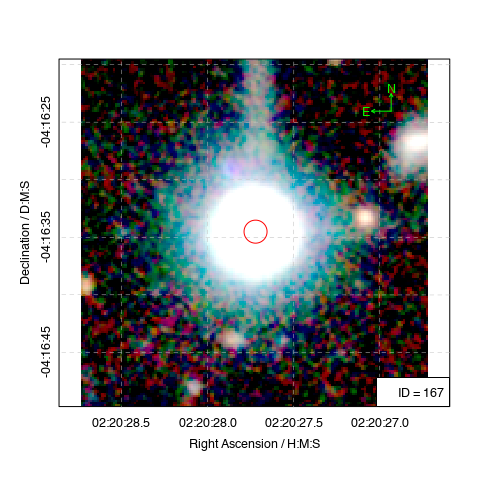 N
E
-04:16:25
-04:16:35
-04:16:45
Declination / D:M:S
ID = 167
02:20:28.5 02:20:28.0 02:20:27.5 02:20:27.0
Right Ascension / H:M:S